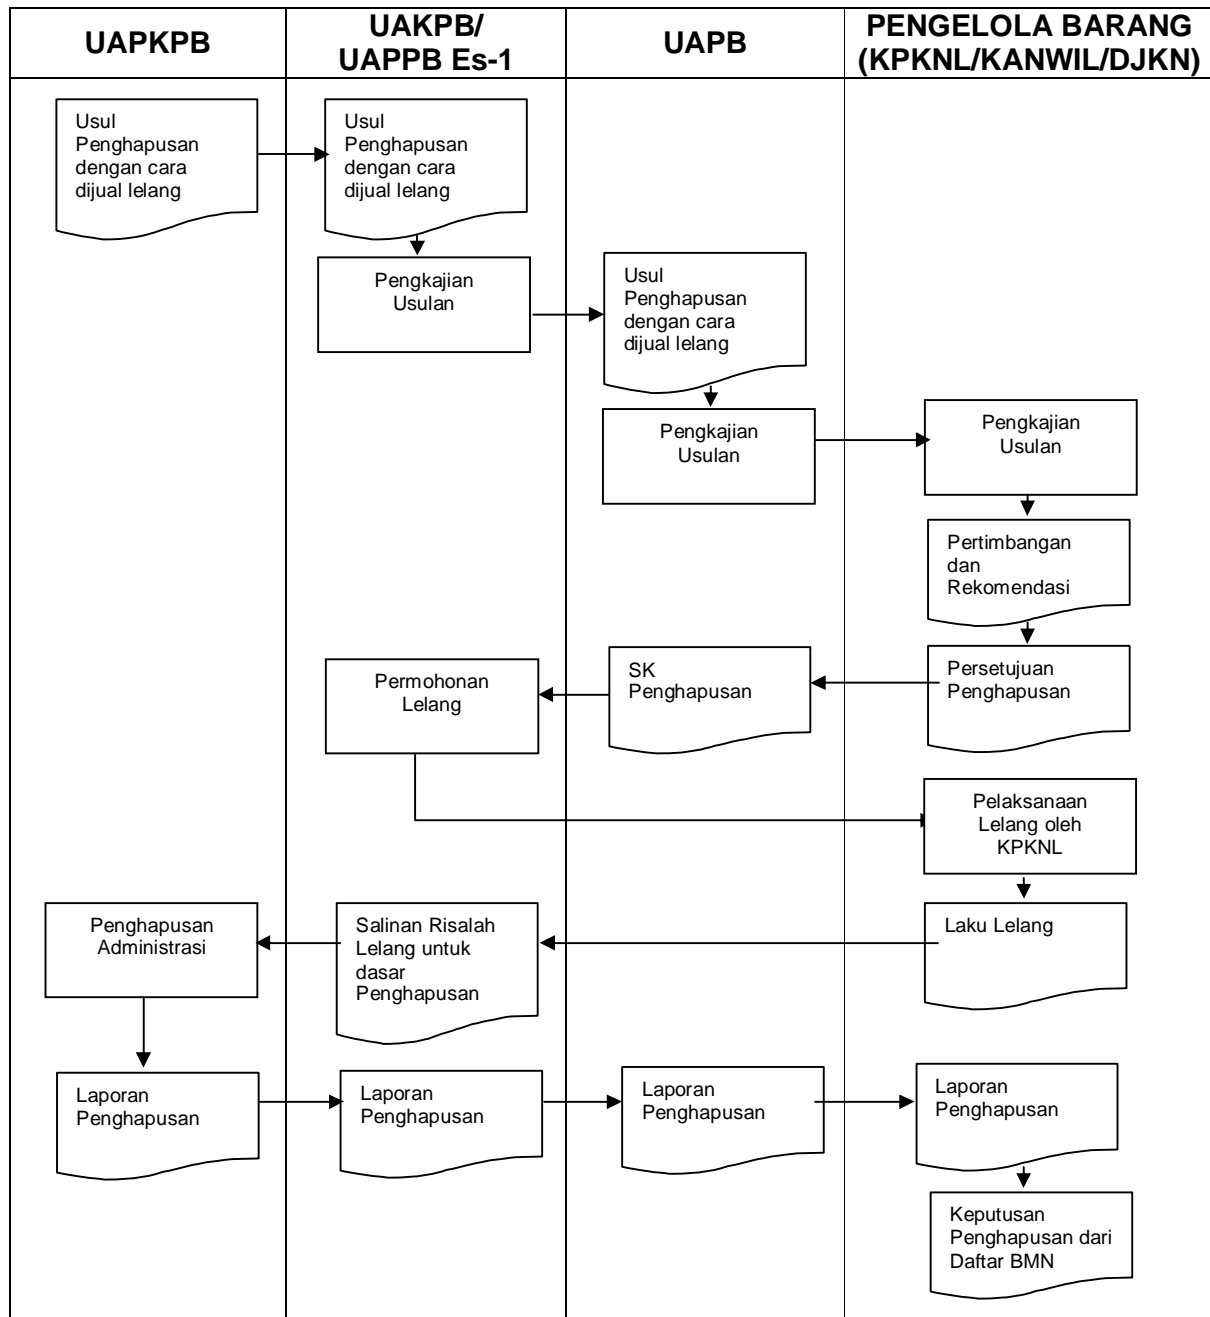 UAPKPB
UAKPB/
UAPPB Es-1
UAPB
PENGELOLA BARANG
(KPKNL/KANWIL/DJKN)
Usul
Penghapusan
dengan cara
dijual lelang
Usul
Penghapusan
dengan cara
dijual lelang
Pengkajian
Usulan
Usul
Penghapusan
dengan cara
dijual lelang
Pengkajian
Usulan
Pengkajian
Usulan
Pertimbangan
dan
Rekomendasi
Persetujuan
Penghapusan
SK
Penghapusan
Permohonan
Lelang
Pelaksanaan
Lelang oleh
KPKNL
Laku Lelang
Salinan Risalah
Lelang untuk
dasar
Penghapusan
Penghapusan
Administrasi
Laporan
Penghapusan
Laporan
Penghapusan
Laporan
Penghapusan
Laporan
Penghapusan
Keputusan
Penghapusan dari
Daftar BMN